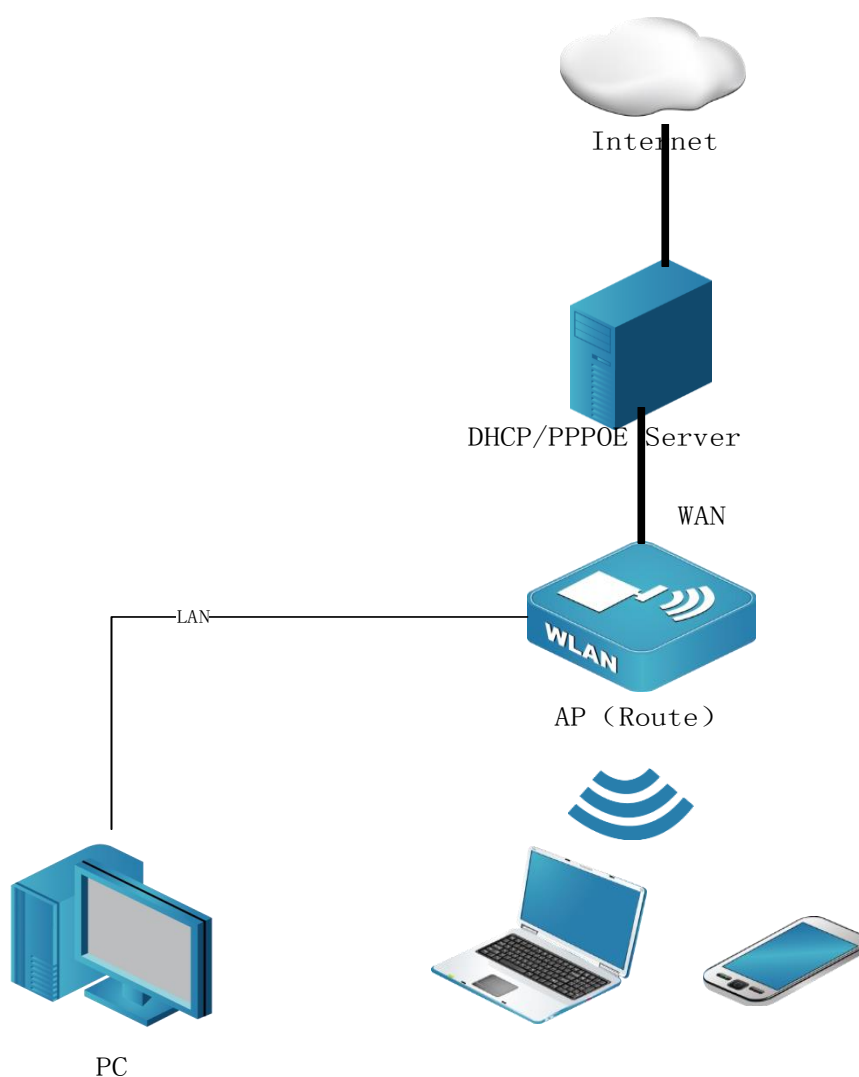 Internet
DHCP/PPPOE Server
WAN
LAN
WLAN
AP（Route）
PC